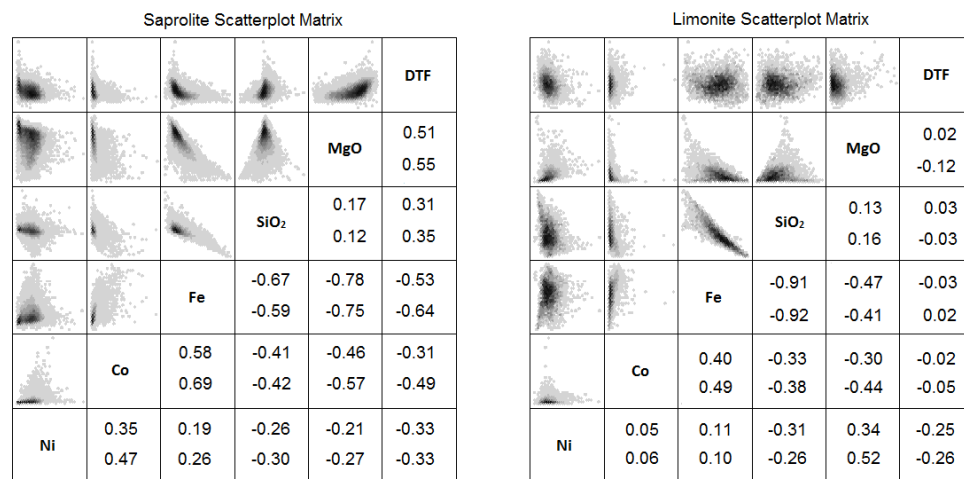 Saprolite Scatterplot Matrix
DTF
MgO 0.51
0.55
SiO₂ 0.17 0.31
0.12 0.35
Fe -0.67 -0.78 -0.53
-0.59 -0.75 -0.64
Co 0.58 -0.41 -0.46 -0.31
0.69 -0.42 -0.57 -0.49
Ni 0.35 0.19 -0.26 -0.21 -0.33
0.47 0.26 -0.30 -0.27 -0.33
Limonite Scatterplot Matrix
DTF
MgO 0.02
-0.12
SiO₂ 0.13 0.03
0.16 -0.03
Fe -0.91 -0.47 -0.03
-0.92 -0.41 0.02
Co 0.40 -0.33 -0.30 -0.02
0.49 -0.38 -0.44 -0.05
Ni 0.05 0.11 -0.31 0.34 -0.25
0.06 0.10 -0.26 0.52 -0.26